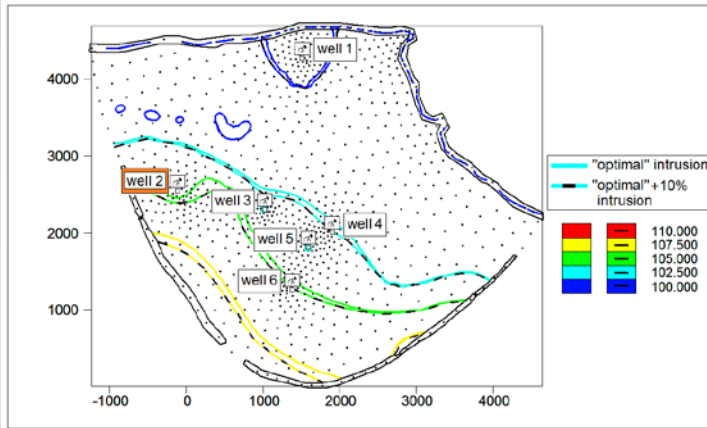 well 1
4000
3000
"optimal" intrusion
well 2
"optimal"+10%
intrusion
well 3
well 4
110.000
2000
well 5
107.500
105.000
well 6
102.500
1000
100.000
-1000 0 1000 2000 3000 4000